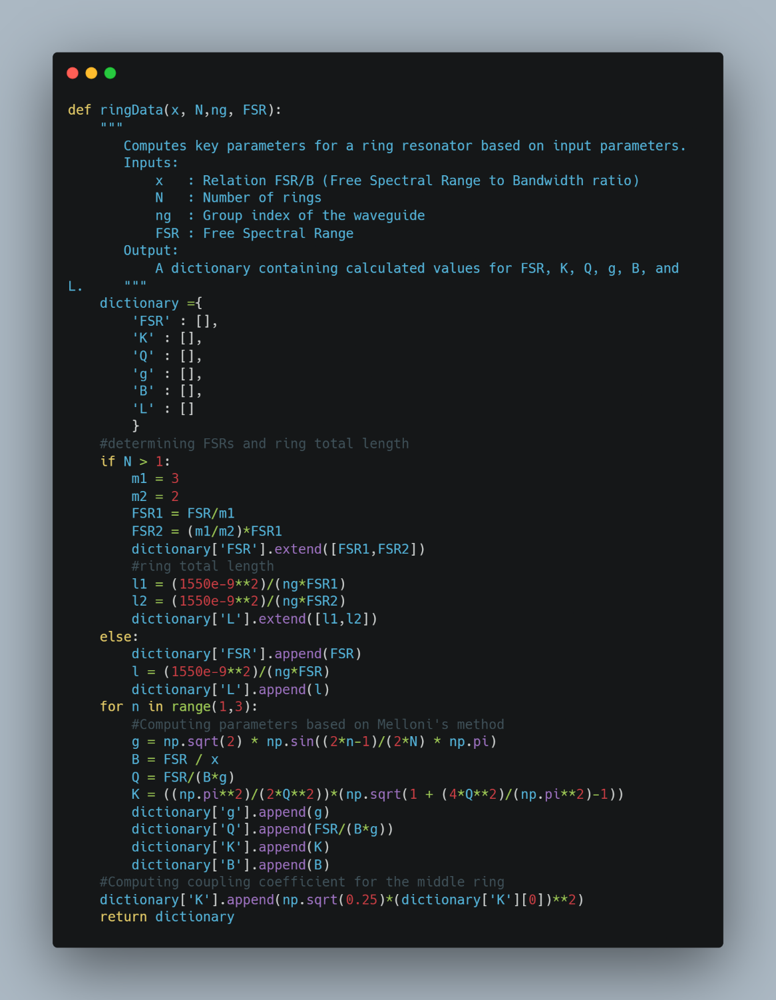 def ringData(x, N,ng, FSR):
    """
       Computes key parameters for a ring resonator based on input parameters.
       Inputs:
           x   : Relation FSR/B (Free Spectral Range to Bandwidth ratio)
           N   : Number of rings
           ng  : Group index of the waveguide
           FSR : Free Spectral Range
       Output:
           A dictionary containing calculated values for FSR, K, Q, g, B, and
L.     """
    dictionary ={
        'FSR' : [],
        'K' : [],
        'Q' : [],
        'g' : [],
        'B' : [],
        'L' : []
        }
    #determining FSRs and ring total length
    if N > 1:
        m1 = 3
        m2 = 2
        FSR1 = FSR/m1
        FSR2 = (m1/m2)*FSR1
        dictionary['FSR'].extend([FSR1,FSR2])
        #ring total length
        l1 = (1550e-9**2)/(ng*FSR1)
        l2 = (1550e-9**2)/(ng*FSR2)
        dictionary['L'].extend([l1,l2])
    else:
        dictionary['FSR'].append(FSR)
        l = (1550e-9**2)/(ng*FSR)
        dictionary['L'].append(l)
    for n in range(1,3):
        #Computing parameters based on Melloni's method
        g = np.sqrt(2) * np.sin((2*n-1)/(2*N) * np.pi)
        B = FSR / x
        Q = FSR/(B*g)
        K = ((np.pi**2)/(2*Q**2))*(np.sqrt(1 + (4*Q**2)/(np.pi**2)-1))
        dictionary['g'].append(g)
        dictionary['Q'].append(FSR/(B*g))
        dictionary['K'].append(K)
        dictionary['B'].append(B)
    #Computing coupling coefficient for the middle ring
    dictionary['K'].append(np.sqrt(0.25)*(dictionary['K'][0])**2)
    return dictionary